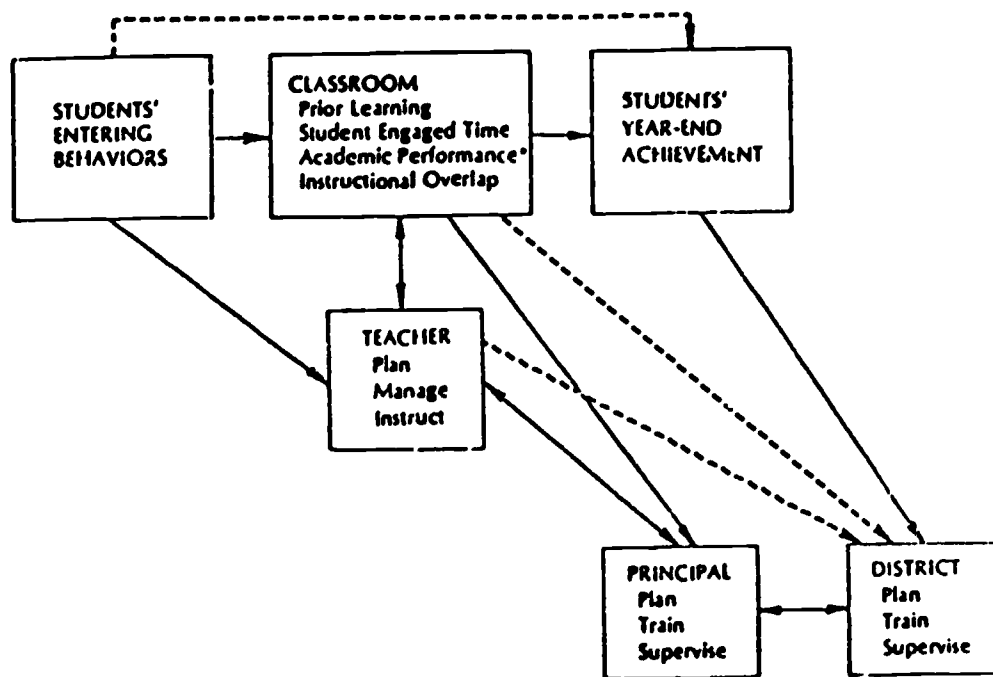 STUDENTS'
ENTERING
BEHAVIORS
CLASSROOM
Prior Learning
Student Engaged Time
Academic Performance*
Instructional Overlap
STUDENTS'
YEAR-END
ACHIEVEMENT
TEACHER
Plan
Manage
Instruct
PRINCIPAL
Plan
Train
Supervise
DISTRICT
Plan
Train
Supervise